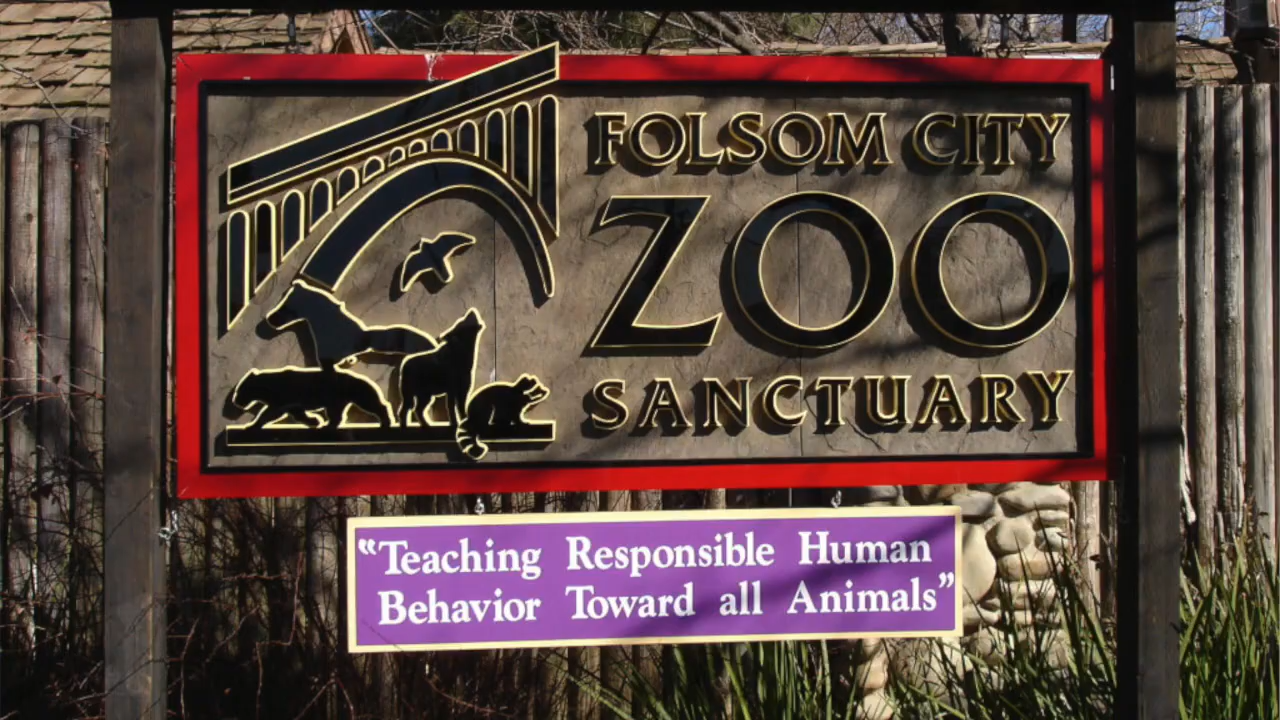 FOLSOM CITY
ZOO
SANCTUARY
“Teaching Responsible Human
Behavior Toward all Animals”